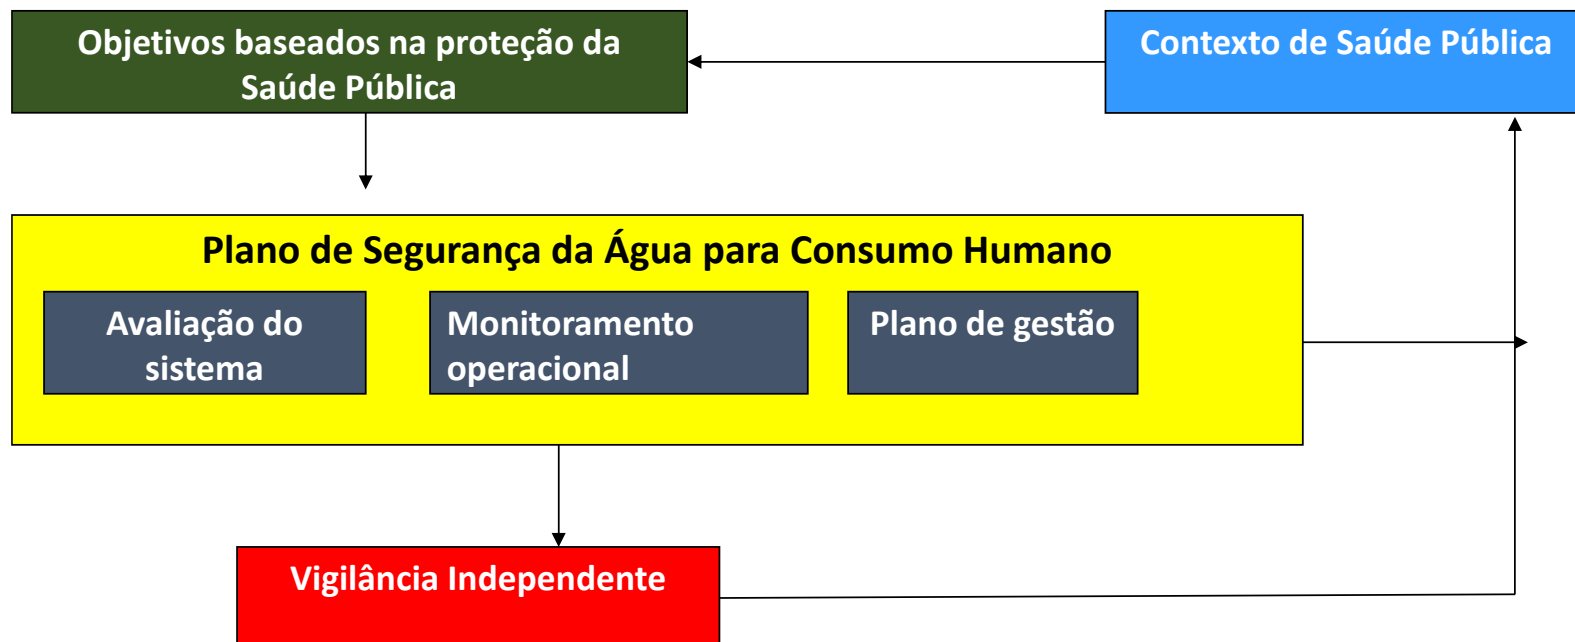 Objetivos baseados na proteção da
Saúde Pública
Contexto de Saúde Pública
Plano de Segurança da Água para Consumo Humano
Avaliação do
sistema
Monitoramento
operacional
Plano de gestão
Vigilância Independente